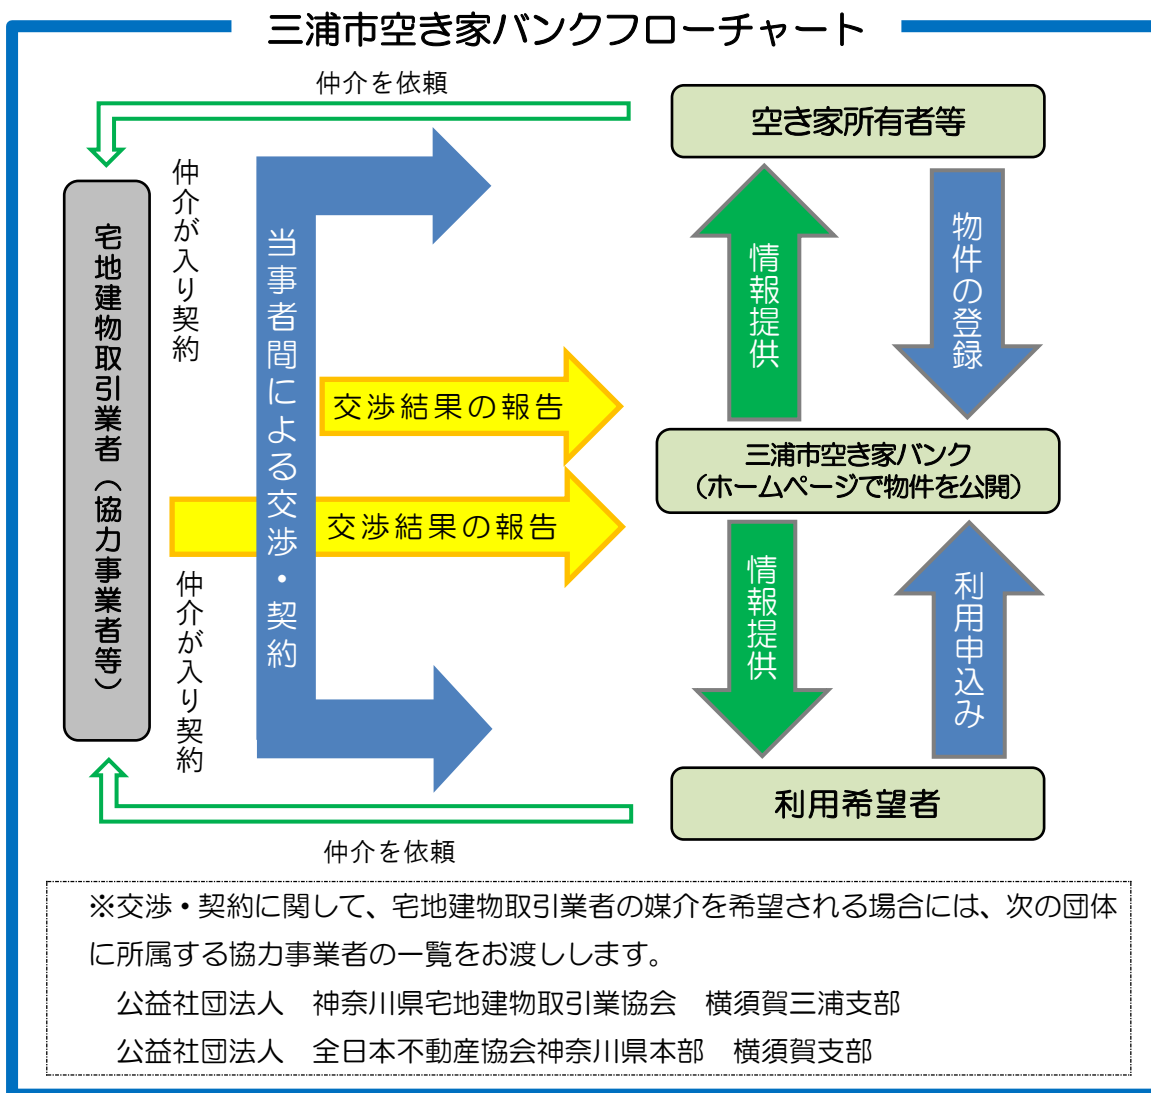 三浦市空き家バンクフローチャート
仲介を依頼
空き家所有者等
仲介が入り契約
宅地建物取引業者（協力事業者等）
当事者間による交渉・契約
情報提供
物件の登録
交渉結果の報告
三浦市空き家バンク
（ホームページで物件を公開）
交渉結果の報告
仲介が入り契約
情報提供
利用申込み
利用希望者
仲介を依頼
※交渉・契約に関して、宅地建物取引業者の媒介を希望される場合には、次の団体
に所属する協力事業者の一覧をお渡しします。
公益社団法人　神奈川県宅地建物取引業協会　横須賀三浦支部
公益社団法人　全日本不動産協会神奈川県本部　横須賀支部